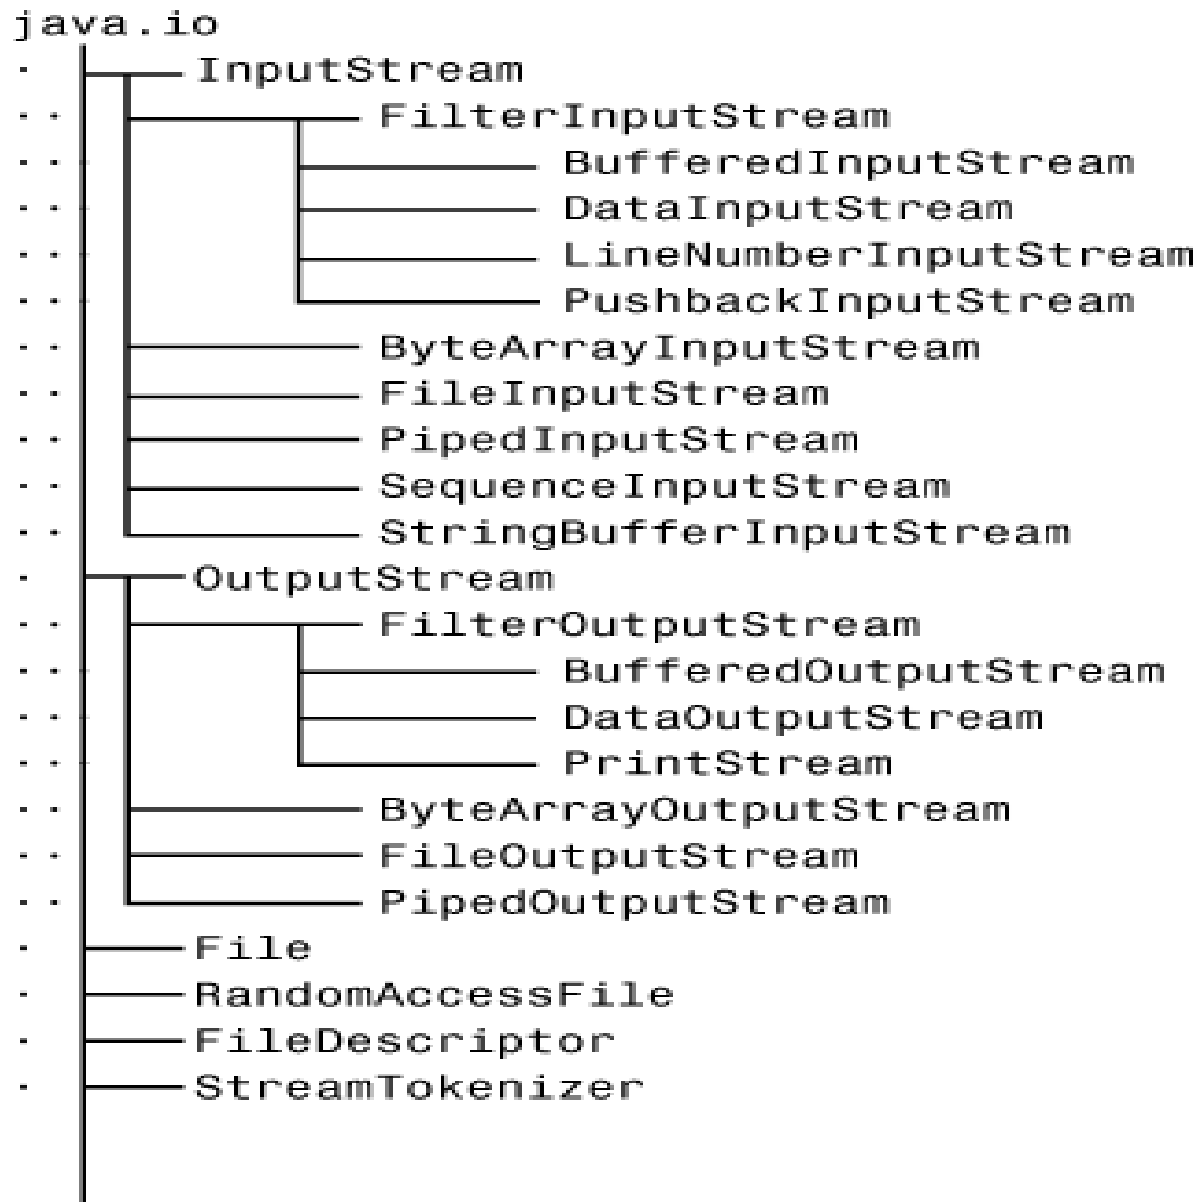 java.io
InputStream
FilterInputStream
BufferedInputStream
DataInputStream
LineNumberInputStream
PushbackInputStream
ByteArrayInputStream
FileInputStream
PipedInputStream
SequenceInputStream
StringBufferInputStream
OutputStream
FilterOutputStream
BufferedOutputStream
DataOutputStream
PrintStream
ByteArrayOutputStream
FileOutputStream
PipedOutputStream
File
RandomAccessFile
FileDescriptor
StreamTokenizer